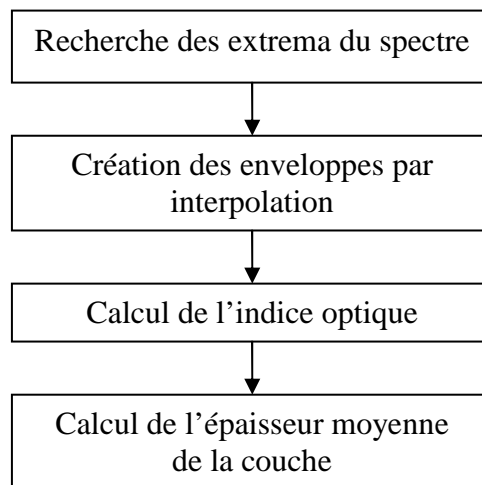 Recherche des extrema du spectre
Création des enveloppes par
interpolation
Calcul de l’indice optique
Calcul de l’épaisseur moyenne
de la couche